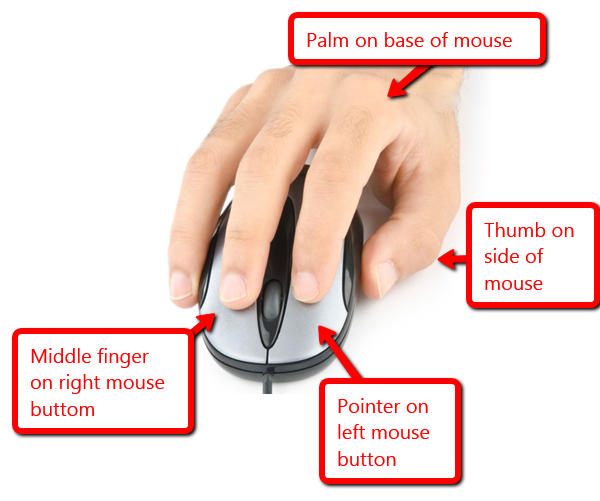 Palm on base of mouse
Thumb on
side of
mouse
Middle finger
on right mouse
buttom
Pointer on
left mouse
button